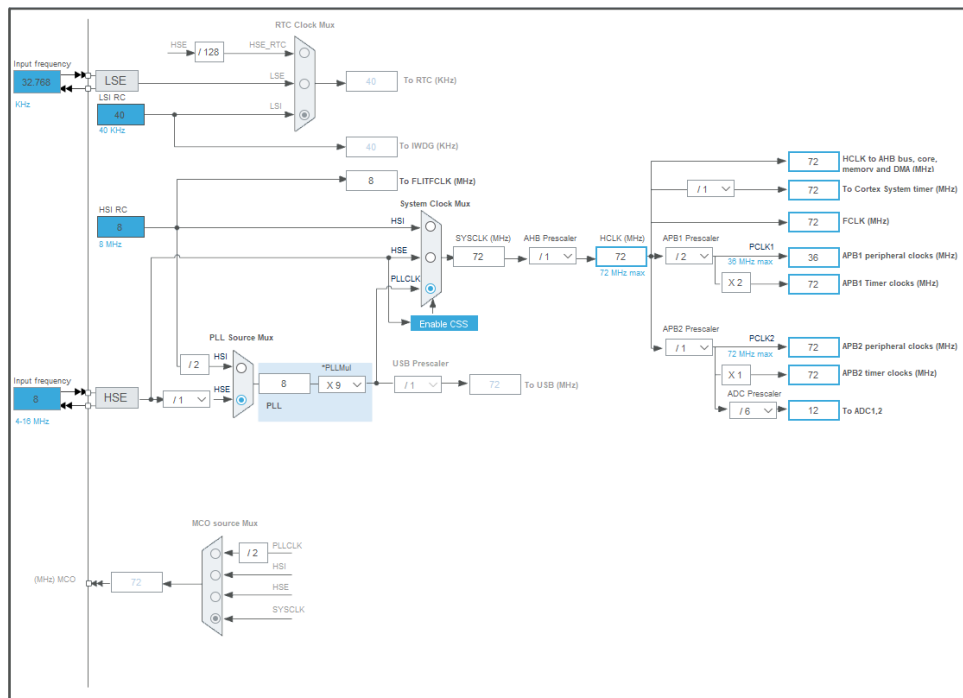 RTC Clock Mux
HSE
/ 128
HSE_RTC
Input frequency
32.768
KHz
LSE
LSE
40
To RTC (KHz)
LSI RC
40
40 KHz
LSI
40
To IWDG (KHz)
8
To FLITFCLK (MHz)
System Clock Mux
HSI RC
8
8 MHz
HSI
HSE
PLLCLK
SYSCLK (MHz)
72
AHB Prescaler
/ 1
HCLK (MHz)
72
72 MHz max
Enable CSS
72
HCLK to AHB bus, core,
memory and DMA (MHz)
/ 1
72
To Cortex System timer (MHz)
72
FCLK (MHz)
APB1 Prescaler
/ 2
PCLK1
36 MHz max
36
APB1 peripheral clocks (MHz)
X 2
72
APB1 Timer clocks (MHz)
APB2 Prescaler
/ 1
PCLK2
72 MHz max
72
APB2 peripheral clocks (MHz)
X 1
72
APB2 timer clocks (MHz)
ADC Prescaler
/ 6
12
To ADC1,2
PLL Source Mux
/ 2
HSI
Input frequency
8
4-16 MHz
HSE
/ 1
HSE
8
*PLLMul
X 9
PLL
USB Prescaler
/ 1
72
To USB (MHz)
MCO source Mux
/ 2
PLLCLK
HSI
HSE
SYSCLK
(MHz) MCO
72